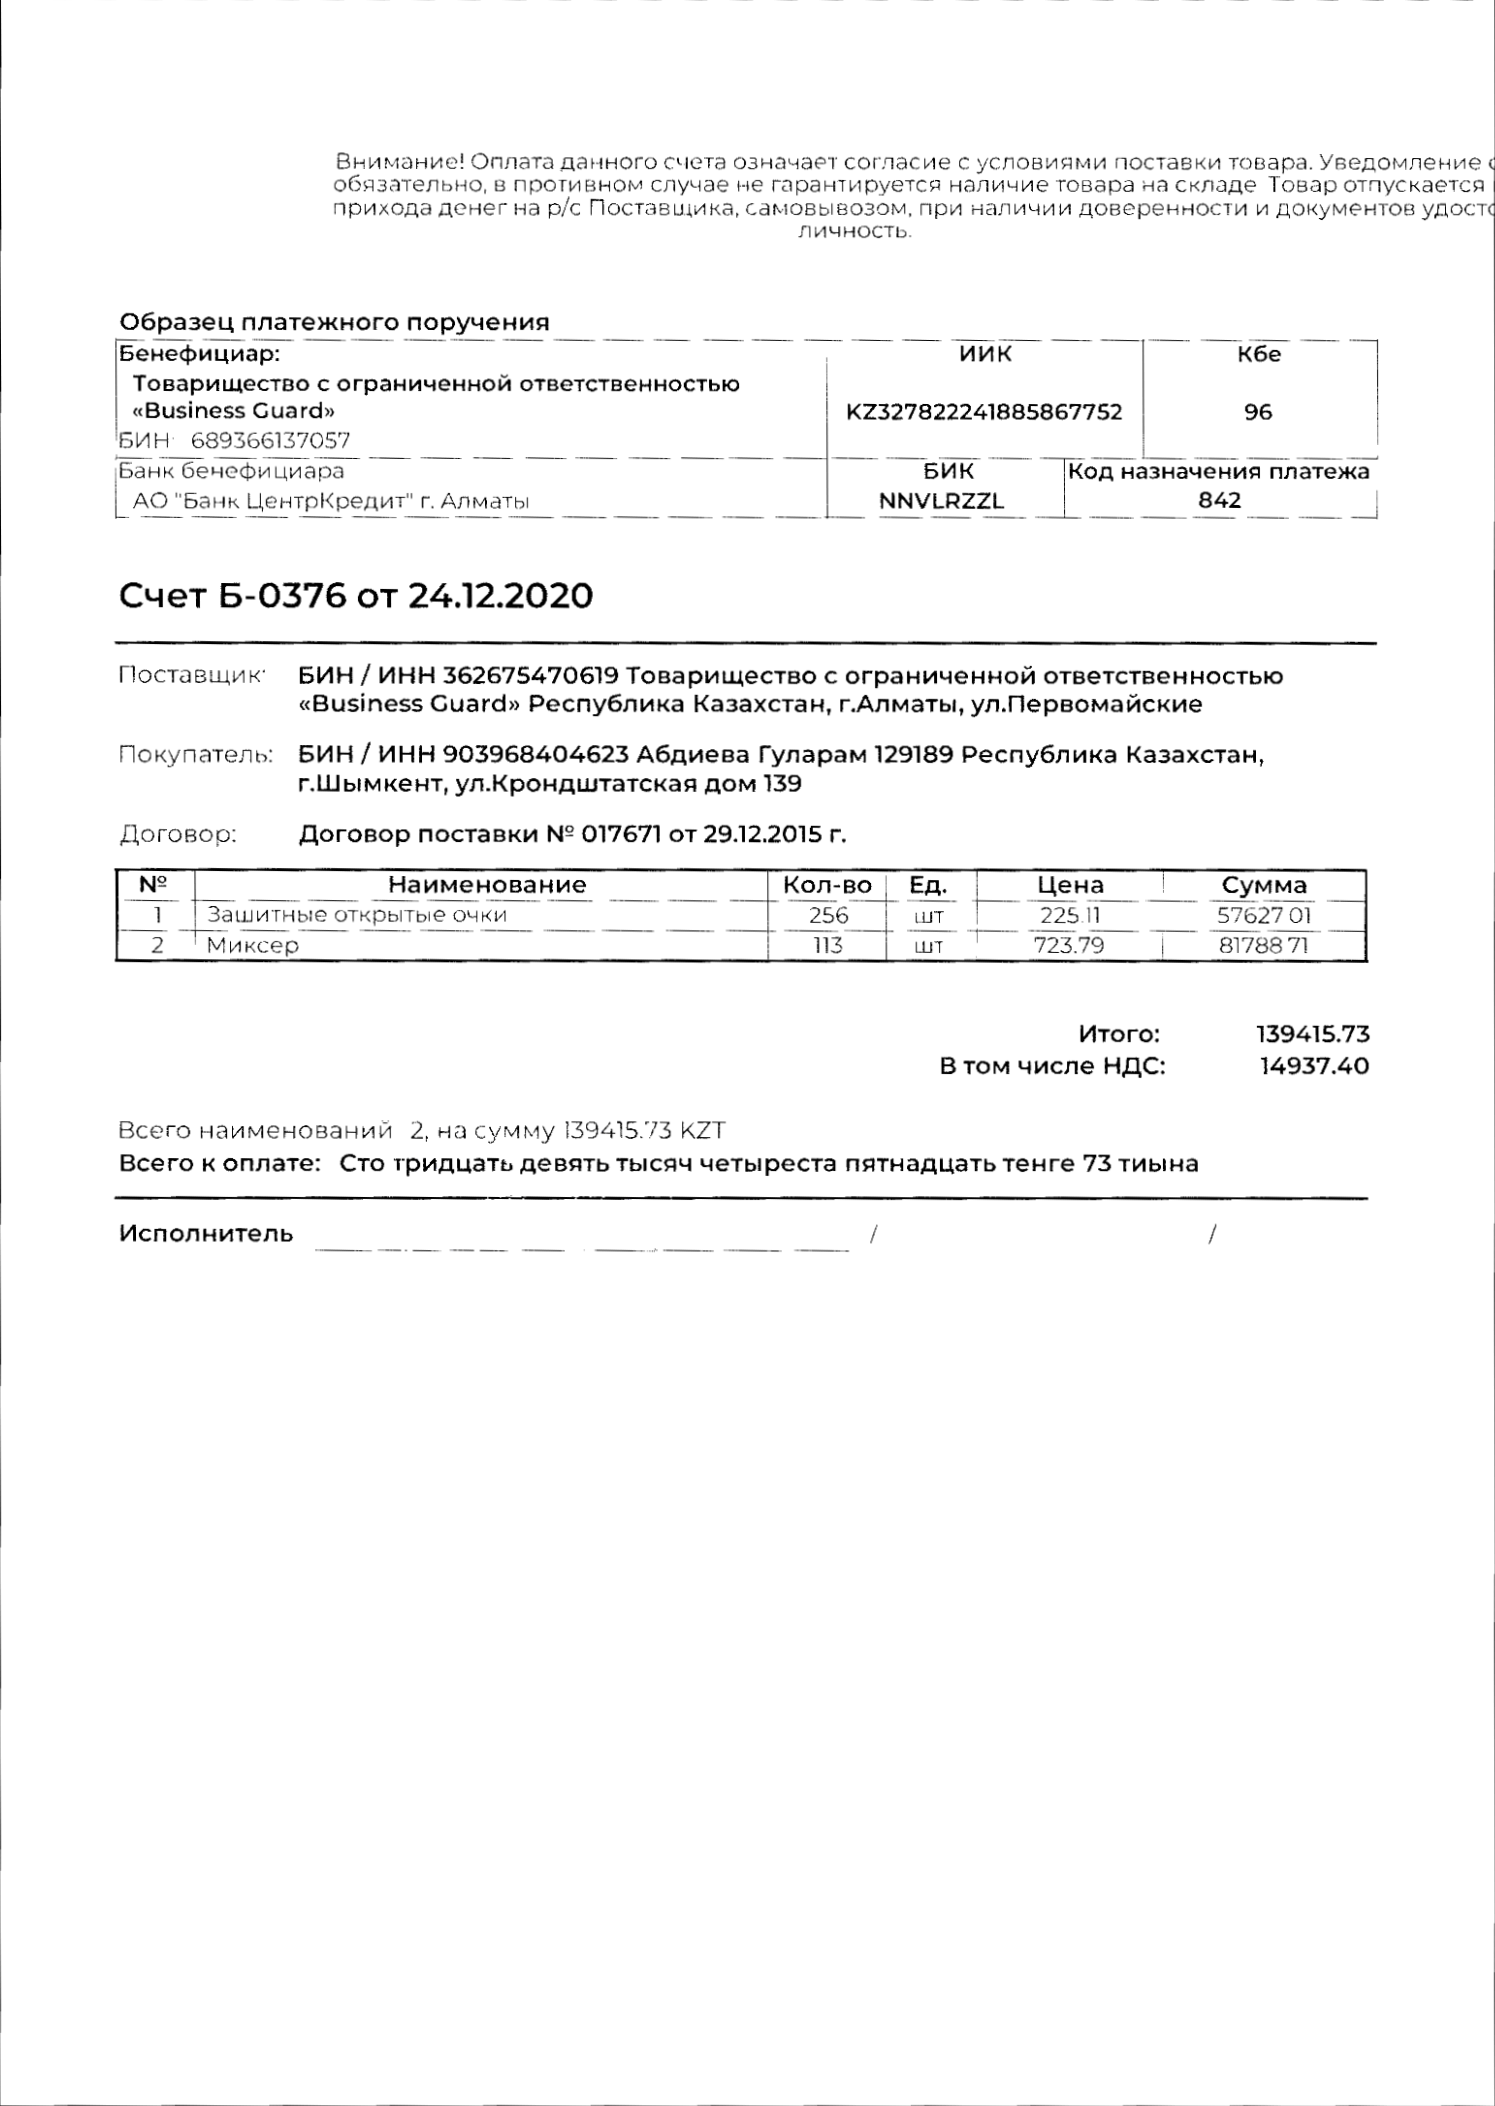 Внимание! Оплата данного счета означает согласие с условиями поставки товара. Уведомление
обязательно, в противном случае не гарантируется наличие товара на складе Товар отпускается
прихода денег на р/с Поставщика, самовывозом, при наличии доверенности и документов
личность.
Образец платежного поручения
Бенефициар: ИИК Кбе
Товарищество с ограниченной ответственностью
«Business Guard» KZ327822241885867752 96
БИН 689366137057
Банк бенефициара БИК Код назначения платежа
АО "Банк ЦентрКредит" г. Алматы NNVLRZZL 842
Счет Б-0376 от 24.12.2020
Поставщик: БИН / ИНН 362675470619 Товарищество с ограниченной ответственностью
«Business Guard» Республика Казахстан, г.Алматы, ул.Первомайские
Покупатель: БИН / ИНН 903968404623 Абдиева Гуларам 129189 Республика Казахстан,
г.Шымкент, ул.Крондштатская дом 139
Договор: Договор поставки № 017671 от 29.12.2015 г.
№ Наименование Кол-во Ед. Цена Сумма
1 Зашитные открытые очки 256 шт 225.11 57627 01
2 Миксер 113 шт 723.79 81788 71
Итого: 139415.73
В том числе НДС: 14937.40
Всего наименований 2, на сумму 139415.73 KZT
Всего к оплате: Сто тридцать девять тысяч четыреста пятнадцать тенге 73 тиына
Исполнитель / /